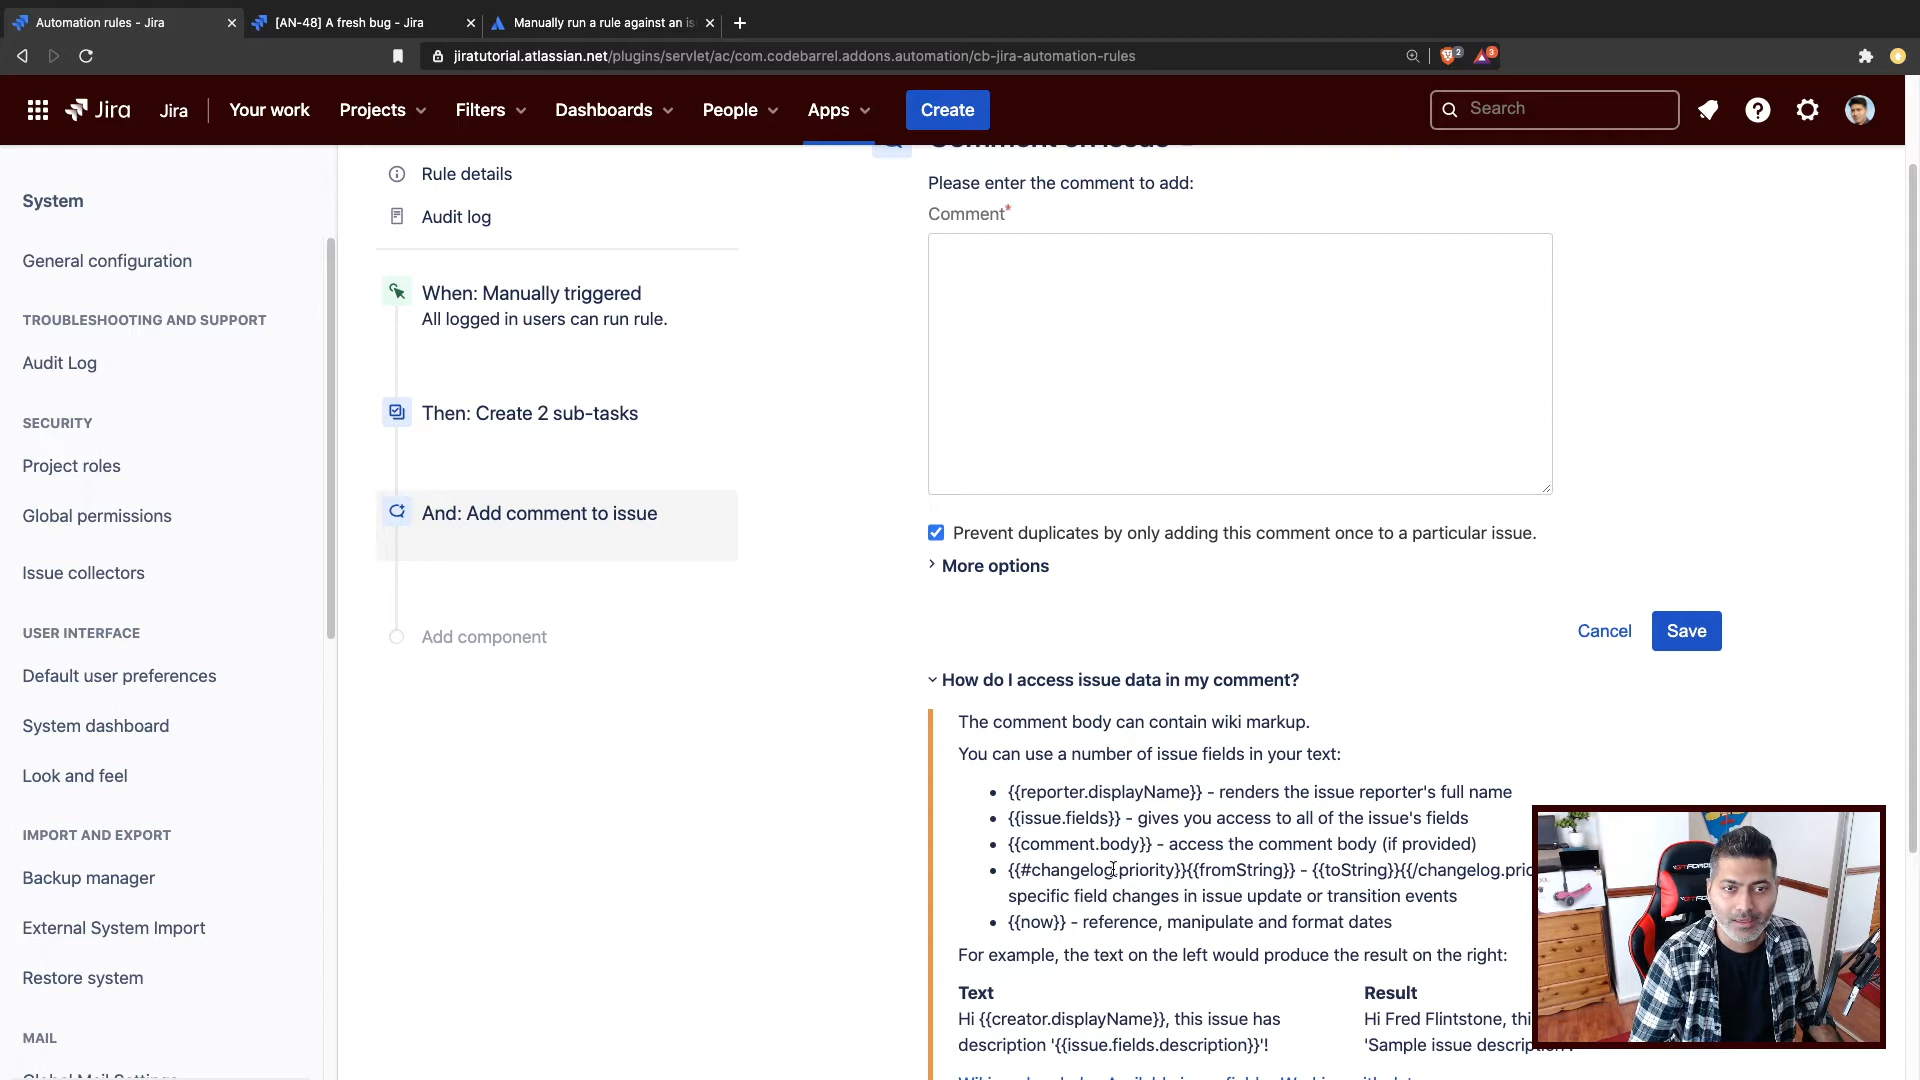 Automation rules - Jira
[AN-48] A fresh bug - Jira
Manually run a rule against an is
jiratutorial.atlassian.net/plugins/servlet/ac/com.codebarrel.addons.automation/cb-jira-automation-rules
2
3
Jira
Jira
Your work
Projects
Filters
Dashboards
People
Apps
Create
Search
System
General configuration
TROUBLESHOOTING AND SUPPORT
Audit Log
SECURITY
Project roles
Global permissions
Issue collectors
USER INTERFACE
Default user preferences
System dashboard
Look and feel
IMPORT AND EXPORT
Backup manager
External System Import
Restore system
MAIL
Global Mail Settings
Rule details
Audit log
When: Manually triggered
All logged in users can run rule.
Then: Create 2 sub-tasks
And: Add comment to issue
Add component
Comment on issue
Please enter the comment to add:
Comment*
Prevent duplicates by only adding this comment once to a particular issue.
More options
Cancel
Save
How do I access issue data in my comment?
The comment body can contain wiki markup.
You can use a number of issue fields in your text:
• {{reporter.displayName}} - renders the issue reporter's full name
• {{issue.fields}} - gives you access to all of the issue's fields
• {{comment.body}} - access the comment body (if provided)
• {{#changelog.priority}}{{fromString}} - {{toString}}{{/changelog.prio
specific field changes in issue update or transition events
• {{now}} - reference, manipulate and format dates
For example, the text on the left would produce the result on the right:
Text
Hi {{creator.displayName}}, this issue has
description '{{issue.fields.description}}'!
Result
Hi Fred Flintstone, thi
'Sample issue descript